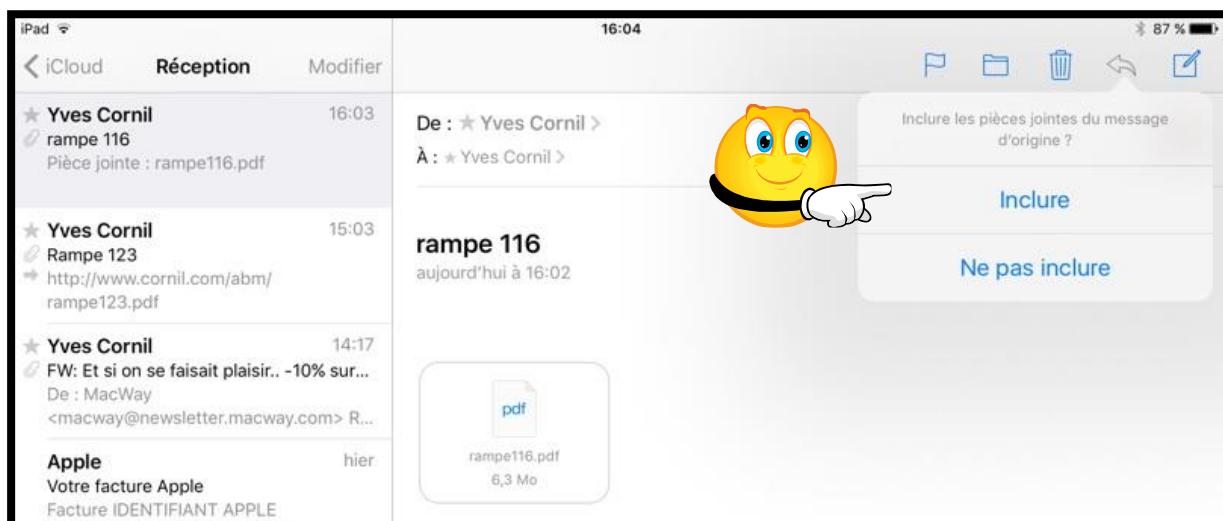 iPad 16:04 87 %
iCloud Réception Modifier
Yves Cornil 16:03
rampe 116
Pièce jointe : rampe116.pdf
Yves Cornil 15:03
Rampe 123
http://www.cornil.com/abm/
rampe123.pdf
Yves Cornil 14:17
FW: Et si on se faisait plaisir.. -10% sur...
De : MacWay
<macway@newsletter.macway.com> R...
Apple hier
Votre facture Apple
Facture IDENTIFIANT APPLE
De : Yves Cornil >
À : Yves Cornil >
rampe 116
aujourd'hui à 16:02
pdf
rampe116.pdf
6,3 Mo
Inclure les pièces jointes du message
d'origine ?
Inclure
Ne pas inclure